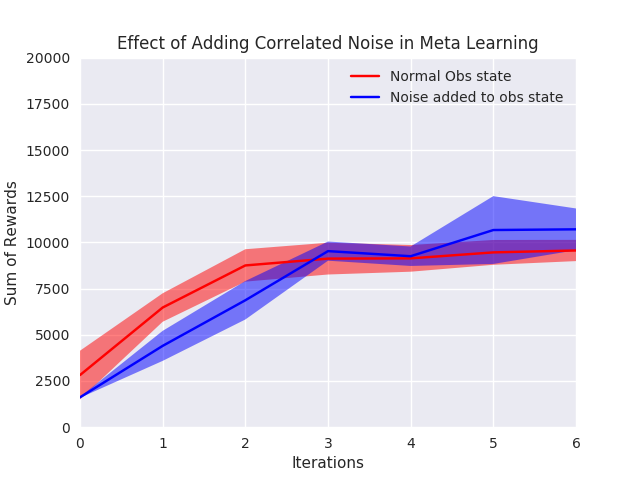 Effect of Adding Correlated Noise in Meta Learning
Normal Obs state
Noise added to obs state
20000
17500
15000
12500
10000
7500
5000
2500
0
Sum of Rewards
0 1 2 3 4 5 6
Iterations